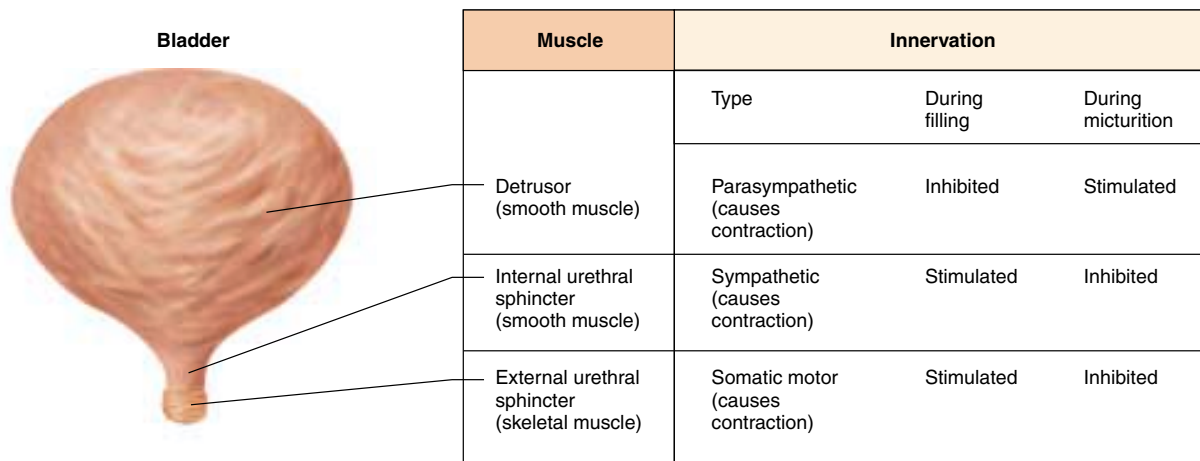 Bladder
Muscle
Innervation
Type
During
filling
During
micturition
Detrusor
(smooth muscle)
Parasympathetic
(causes
contraction)
Inhibited
Stimulated
Internal urethral
sphincter
(smooth muscle)
Sympathetic
(causes
contraction)
Stimulated
Inhibited
External urethral
sphincter
(skeletal muscle)
Somatic motor
(causes
contraction)
Stimulated
Inhibited